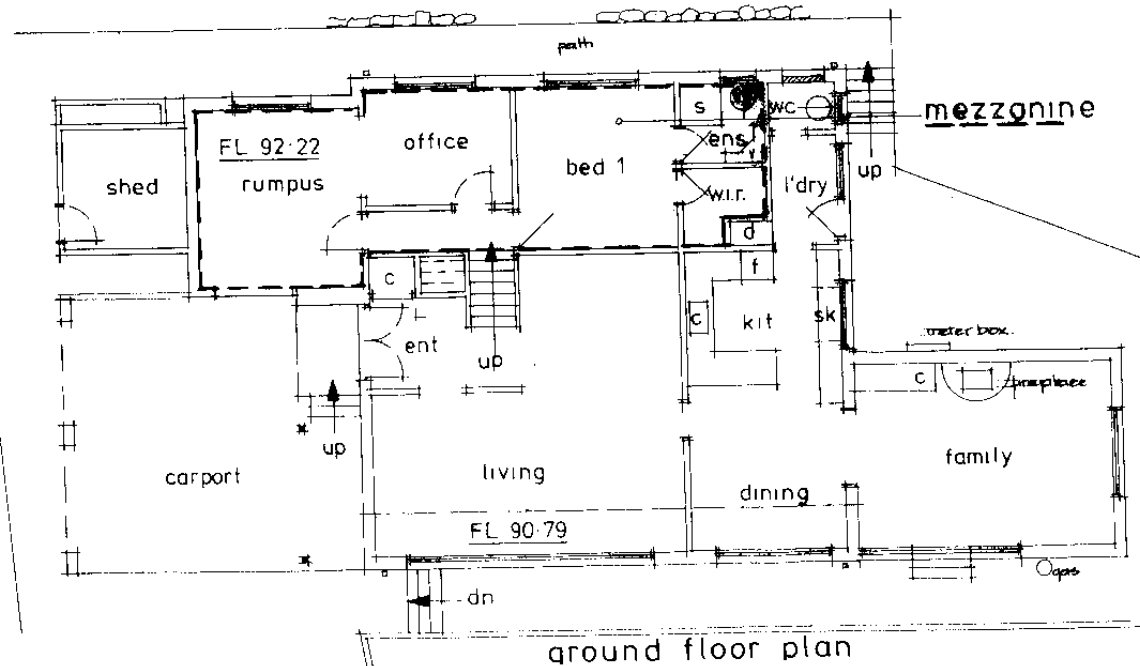 path
mezzanine
s
WC
FL 92·22
office
ens
v
bed 1
shed
rumpus
w.i.r.
l'dry
up
d
c
f
c
kit
sk
ent
up
meter box
c
up
carport
living
dining
family
FL 90·79
dn
gas
ground floor plan